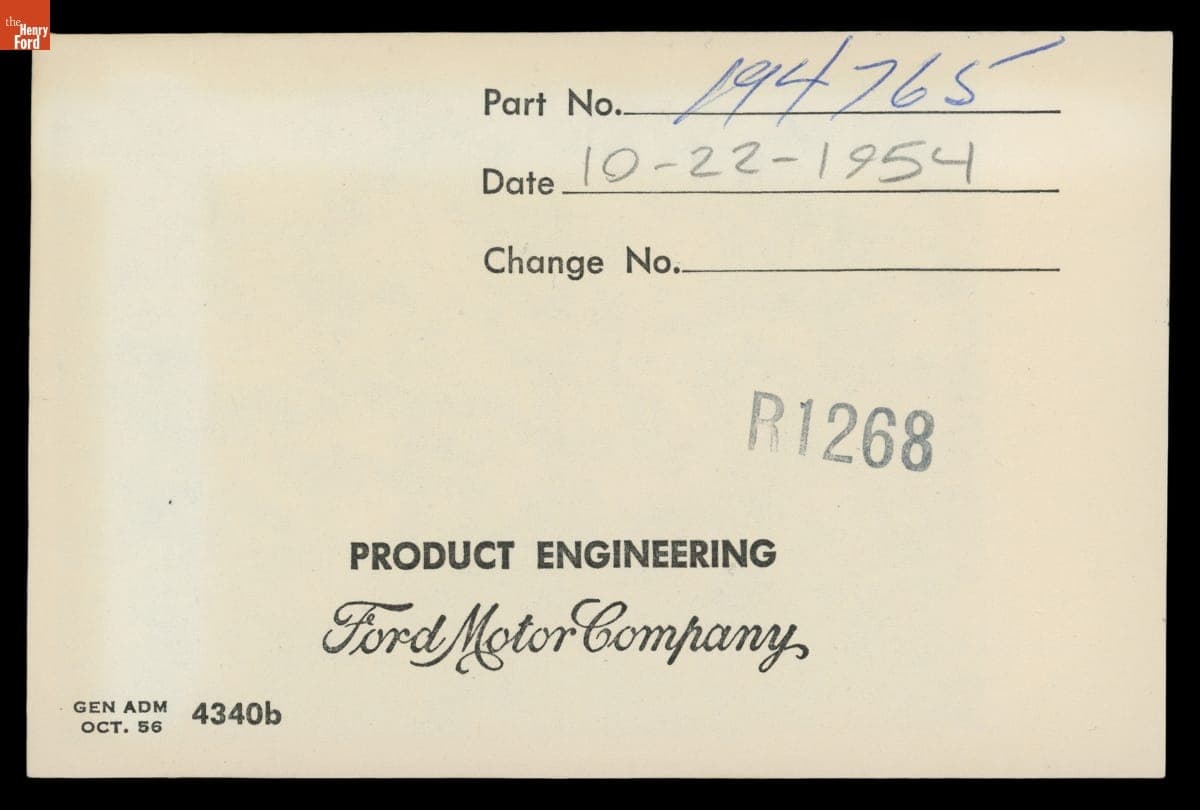 the
Henry
Ford
Part No. 194765
Date 10-22-1954
Change No.
R1268
PRODUCT ENGINEERING
Ford Motor Company
GEN ADM
OCT. 56 4340b